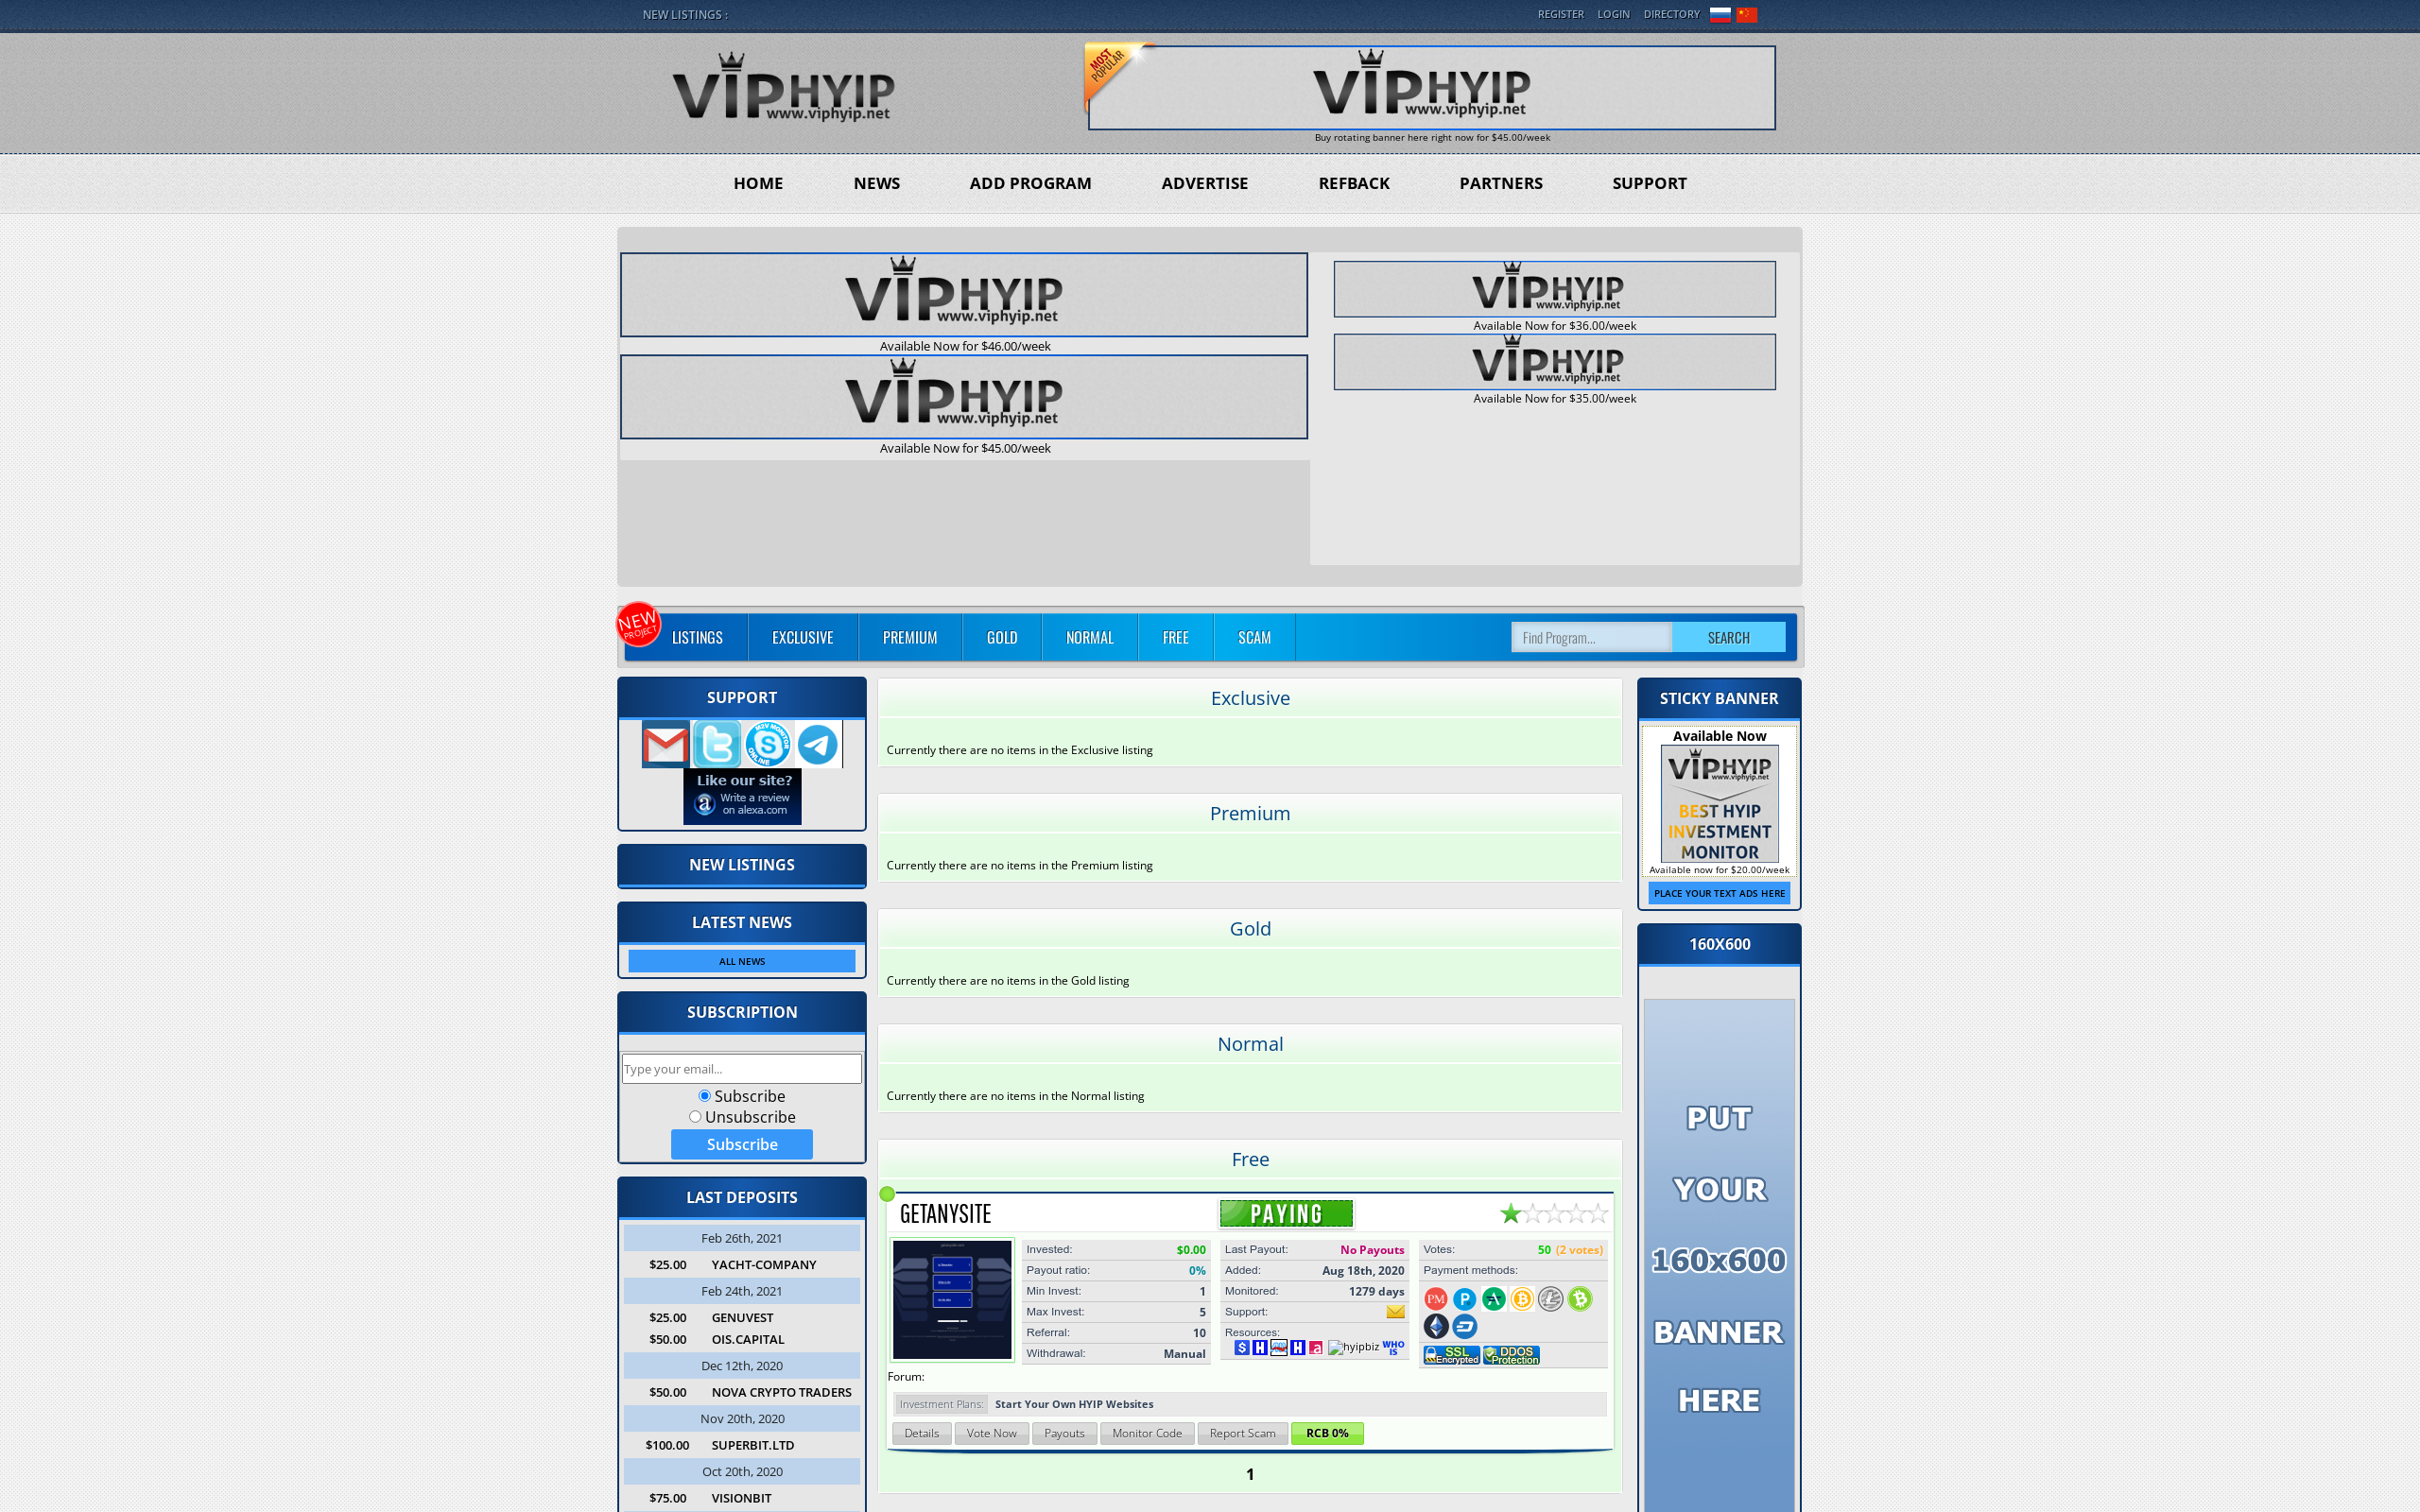 NEW LISTINGS :
REGISTER LOGIN DIRECTORY
VIPHYIP
www.viphyip.net
MOST POPULAR
VIPHYIP
www.viphyip.net
Buy rotating banner here right now for $45.00/week
HOME NEWS ADD PROGRAM ADVERTISE REFBACK PARTNERS SUPPORT
VIPHYIP
www.viphyip.net
Available Now for $46.00/week
VIPHYIP
www.viphyip.net
Available Now for $45.00/week
VIPHYIP
www.viphyip.net
Available Now for $36.00/week
VIPHYIP
www.viphyip.net
Available Now for $35.00/week
NEW PROJECT
LISTINGS EXCLUSIVE PREMIUM GOLD NORMAL FREE SCAM
Find Program...
SEARCH
SUPPORT
M3V MONITOR ONLINE
Like our site?
Write a review
on alexa.com
NEW LISTINGS
LATEST NEWS
ALL NEWS
SUBSCRIPTION
Type your email...
Subscribe
Unsubscribe
Subscribe
LAST DEPOSITS
Feb 26th, 2021
$25.00 YACHT-COMPANY
Feb 24th, 2021
$25.00 GENUVEST
$50.00 OIS.CAPITAL
Dec 12th, 2020
$50.00 NOVA CRYPTO TRADERS
Nov 20th, 2020
$100.00 SUPERBIT.LTD
Oct 20th, 2020
$75.00 VISIONBIT
Exclusive
Currently there are no items in the Exclusive listing
Premium
Currently there are no items in the Premium listing
Gold
Currently there are no items in the Gold listing
Normal
Currently there are no items in the Normal listing
Free
GETANYSITE
PAYING
Invested: $0.00
Payout ratio: 0%
Min Invest: 1
Max Invest: 5
Referral: 10
Withdrawal: Manual
Last Payout: No Payouts
Added: Aug 18th, 2020
Monitored: 1279 days
Support:
Resources:
hyipbiz WHO IS
Votes: 50 (2 votes)
Payment methods:
PM
SSL Encrypted
DDOS Protection
Forum:
Investment Plans: Start Your Own HYIP Websites
Details Vote Now Payouts Monitor Code Report Scam RCB 0%
1
STICKY BANNER
Available Now
VIPHYIP
www.viphyip.net
BEST HYIP
INVESTMENT
MONITOR
Available now for $20.00/week
PLACE YOUR TEXT ADS HERE
160X600
PUT
YOUR
160x600
BANNER
HERE